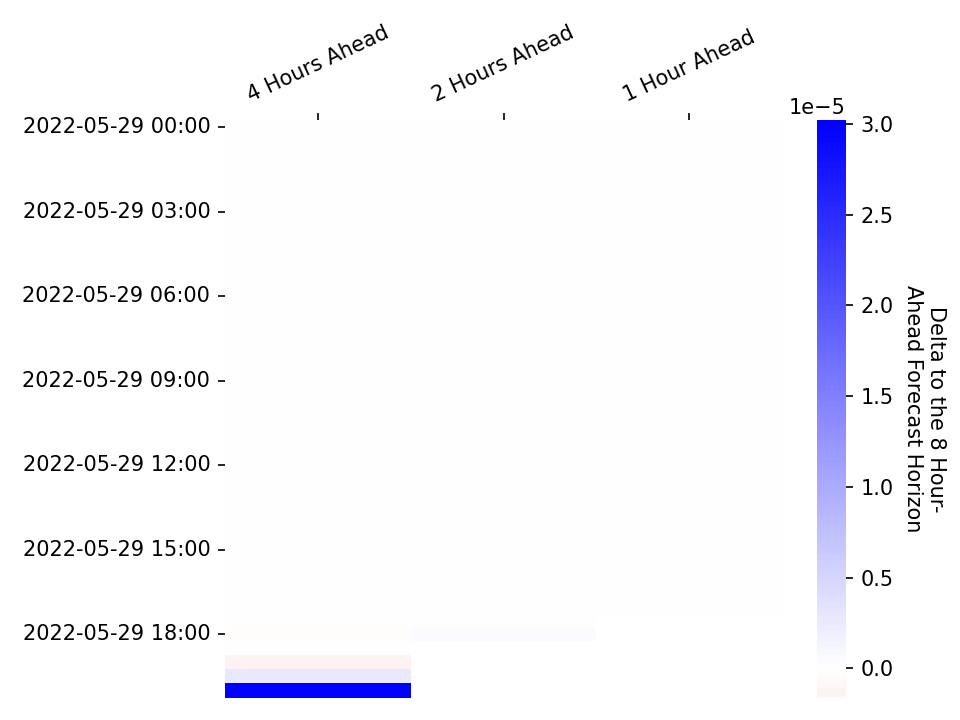 4 Hours Ahead
2 Hours Ahead
1 Hour Ahead
1e−5
2022-05-29 00:00
2022-05-29 03:00
2022-05-29 06:00
2022-05-29 09:00
2022-05-29 12:00
2022-05-29 15:00
2022-05-29 18:00
3.0
2.5
2.0
1.5
1.0
0.5
0.0
Delta to the 8 Hour-
Ahead Forecast Horizon